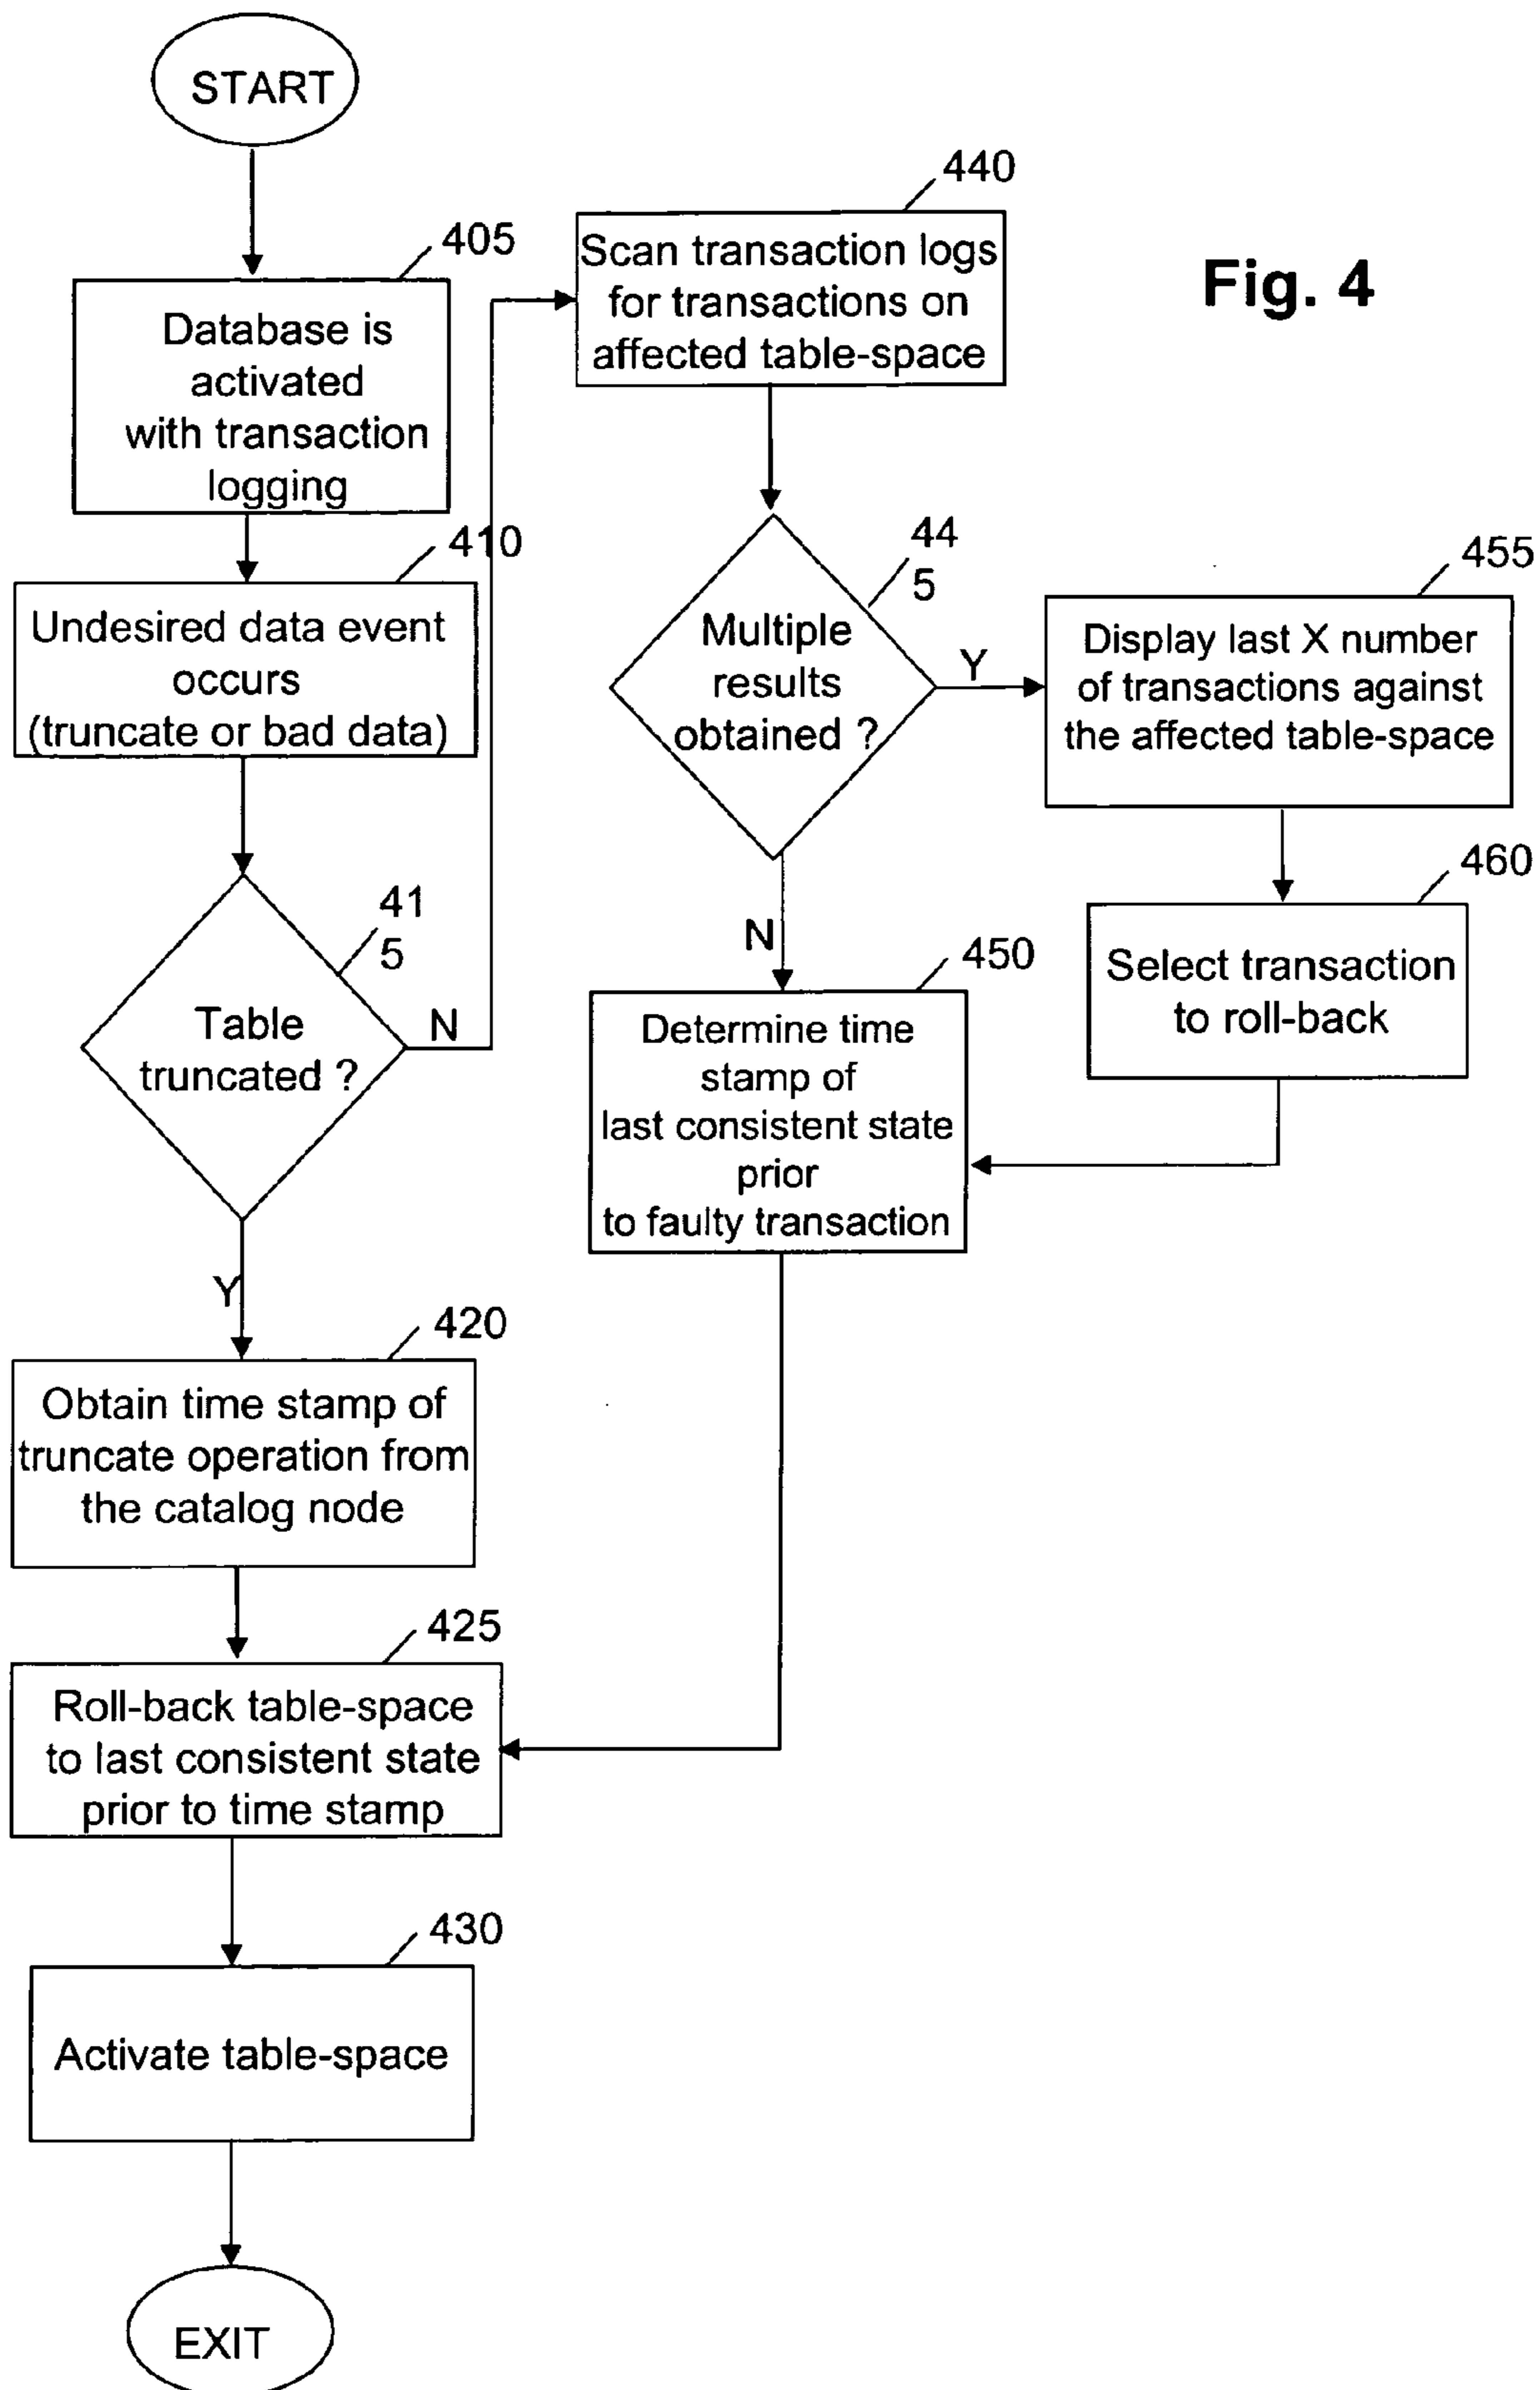 START
405
Database is
activated
with transaction
logging
410
Undesired data event
occurs
(truncate or bad data)
41
5
Table
truncated ?
N
Y
420
Obtain time stamp of
truncate operation from
the catalog node
425
Roll-back table-space
to last consistent state
prior to time stamp
430
Activate table-space
EXIT
440
Scan transaction logs
for transactions on
affected table-space
44
5
Multiple
results
obtained ?
Y
N
450
Determine time
stamp of
last consistent state
prior
to faulty transaction
455
Display last X number
of transactions against
the affected table-space
460
Select transaction
to roll-back
Fig. 4